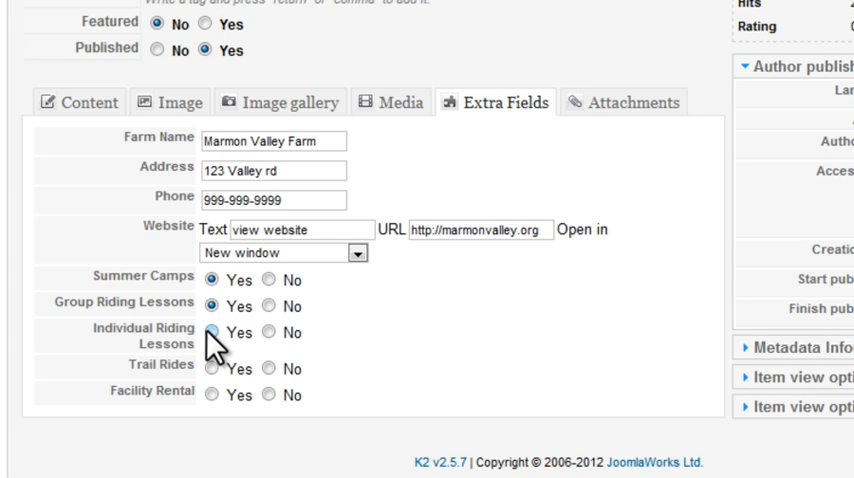 Write a tag and press 'return' or 'comma' to add it.
Featured No Yes
Published No Yes
Hits
Rating
Content Image Image gallery Media Extra Fields Attachments
Farm Name Marmon Valley Farm
Address 123 Valley rd
Phone 999-999-9999
Website Text view website URL http://marmonvalley.org Open in
New window
Summer Camps Yes No
Group Riding Lessons Yes No
Individual Riding Yes No
Lessons
Trail Rides Yes No
Facility Rental Yes No
Author publish
Lan
Autho
Acces
Creatio
Start pub
Finish pub
Metadata Info
Item view opti
Item view opti
K2 v2.5.7 | Copyright © 2006-2012 JoomlaWorks Ltd.